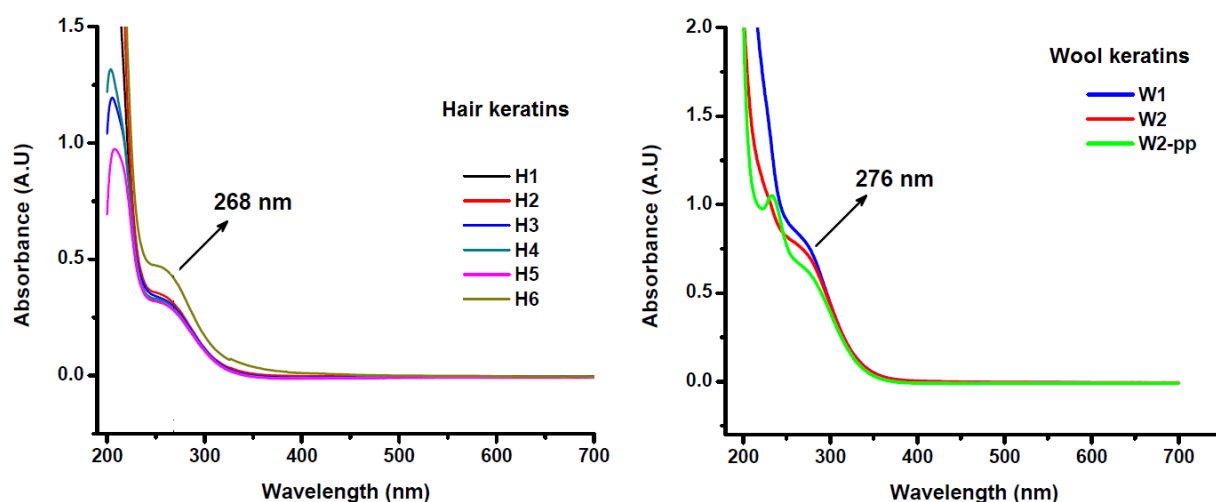 1.5
1.0
0.5
0.0
Absorbance (A.U)
Hair keratins
H1
H2
H3
H4
H5
H6
268 nm
200 300 400 500 600 700
Wavelength (nm)
2.0
1.5
1.0
0.5
0.0
Absorbance (A.U)
Wool keratins
W1
W2
W2-pp
276 nm
200 300 400 500 600 700
Wavelength (nm)